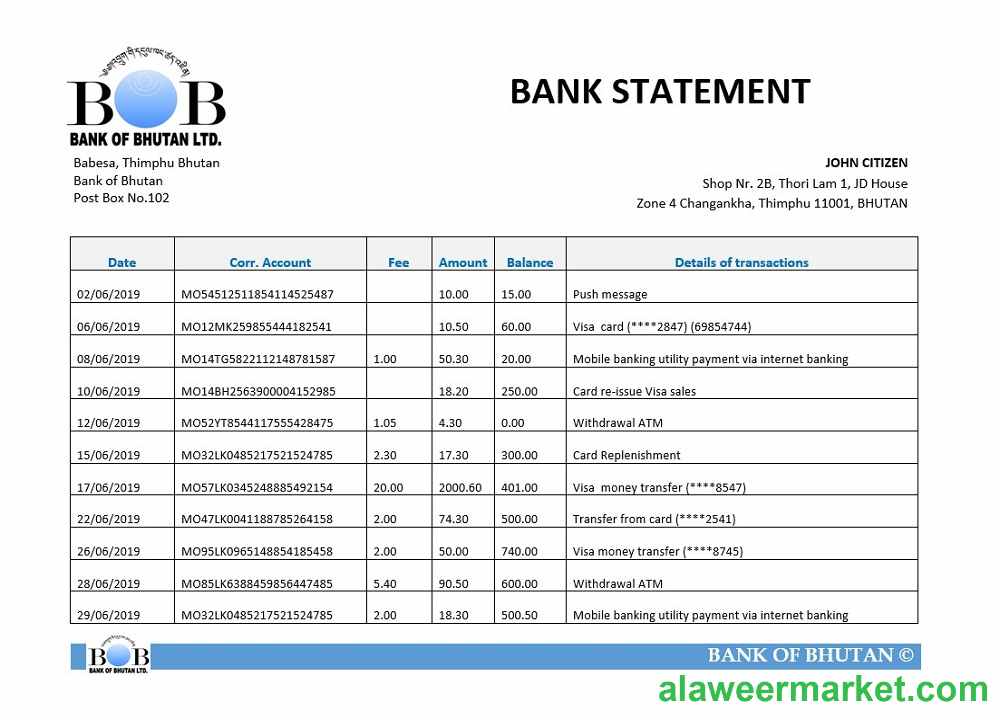 BOB
BANK OF BHUTAN LTD.
Babesa, Thimphu Bhutan
Bank of Bhutan
Post Box No.102
BANK STATEMENT
JOHN CITIZEN
Shop Nr. 2B, Thori Lam 1, JD House
Zone 4 Changankha, Thimphu 11001, BHUTAN
Date Corr. Account Fee Amount Balance Details of transactions
02/06/2019 MO54512511854114525487 10.00 15.00 Push message
06/06/2019 MO12MK259855444182541 10.50 60.00 Visa card (****2847) (69854744)
08/06/2019 MO14TG5822112148781587 1.00 50.30 20.00 Mobile banking utility payment via internet banking
10/06/2019 MO14BH2563900004152985 18.20 250.00 Card re-issue Visa sales
12/06/2019 MO52YT8544117555428475 1.05 4.30 0.00 Withdrawal ATM
15/06/2019 MO32LK0485217521524785 2.30 17.30 300.00 Card Replenishment
17/06/2019 MO57LK0345248885492154 20.00 2000.60 401.00 Visa money transfer (****8547)
22/06/2019 MO47LK0041188785264158 2.00 74.30 500.00 Transfer from card (****2541)
26/06/2019 MO95LK0965148854185458 2.00 50.00 740.00 Visa money transfer (****8745)
28/06/2019 MO85LK6388459856447485 5.40 90.50 600.00 Withdrawal ATM
29/06/2019 MO32LK0485217521524785 2.00 18.30 500.50 Mobile banking utility payment via internet banking
BOB
BANK OF BHUTAN LTD.
BANK OF BHUTAN ©
alaweermarket.com